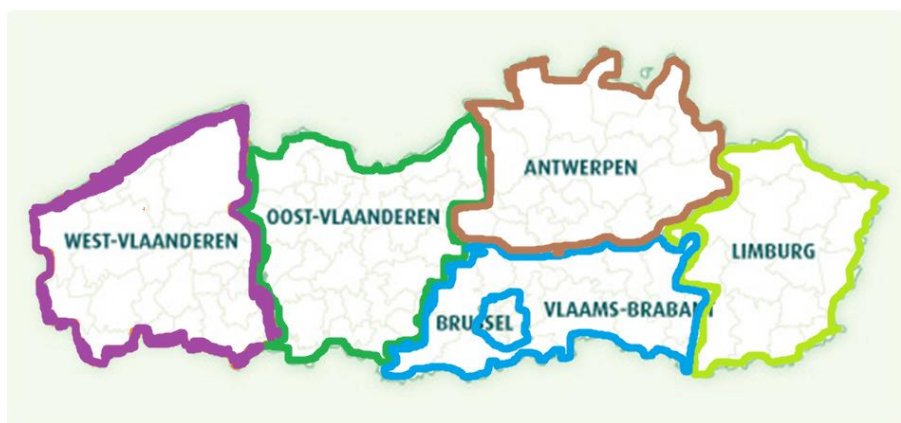 ANTWERPEN
OOST-VLAANDEREN
WEST-VLAANDEREN
LIMBURG
VLAAMS-BRABANT
BRUSSEL